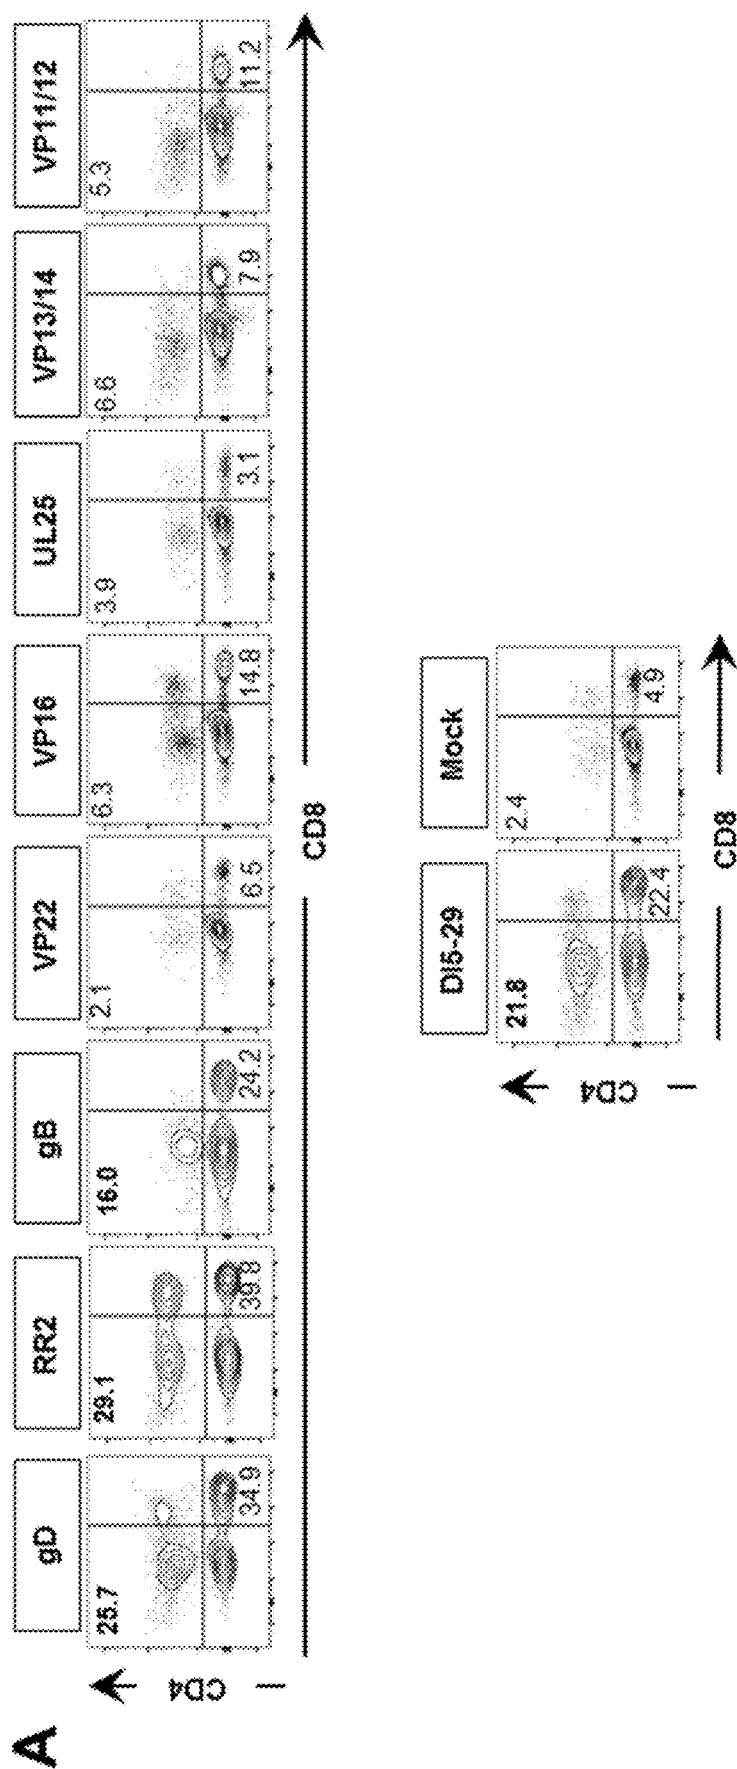 A
gD
RR2
gB
VP22
VP16
UL25
VP13/14
VP11/12
25.7
29.1
16.0
2.1
6.3
3.9
6.6
5.3
34.9
39.8
24.2
6.5
14.8
3.1
7.9
11.2
CD4
CD8
DI5-29
Mock
21.8
2.4
22.4
4.9
CD4
CD8